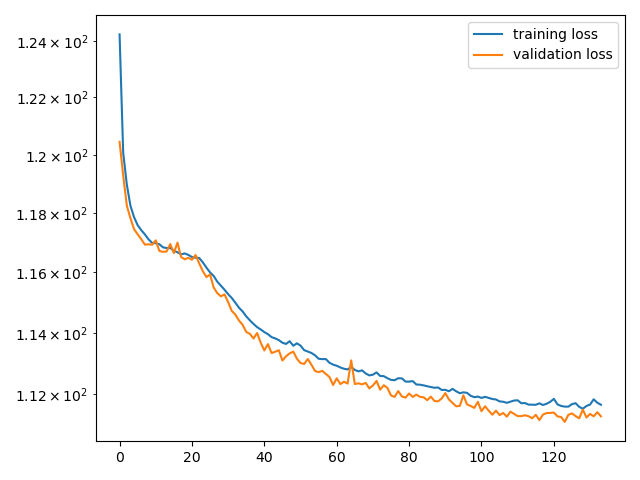 1.24 × 10²
1.22 × 10²
1.2 × 10²
1.18 × 10²
1.16 × 10²
1.14 × 10²
1.12 × 10²
training loss
validation loss
0 20 40 60 80 100 120